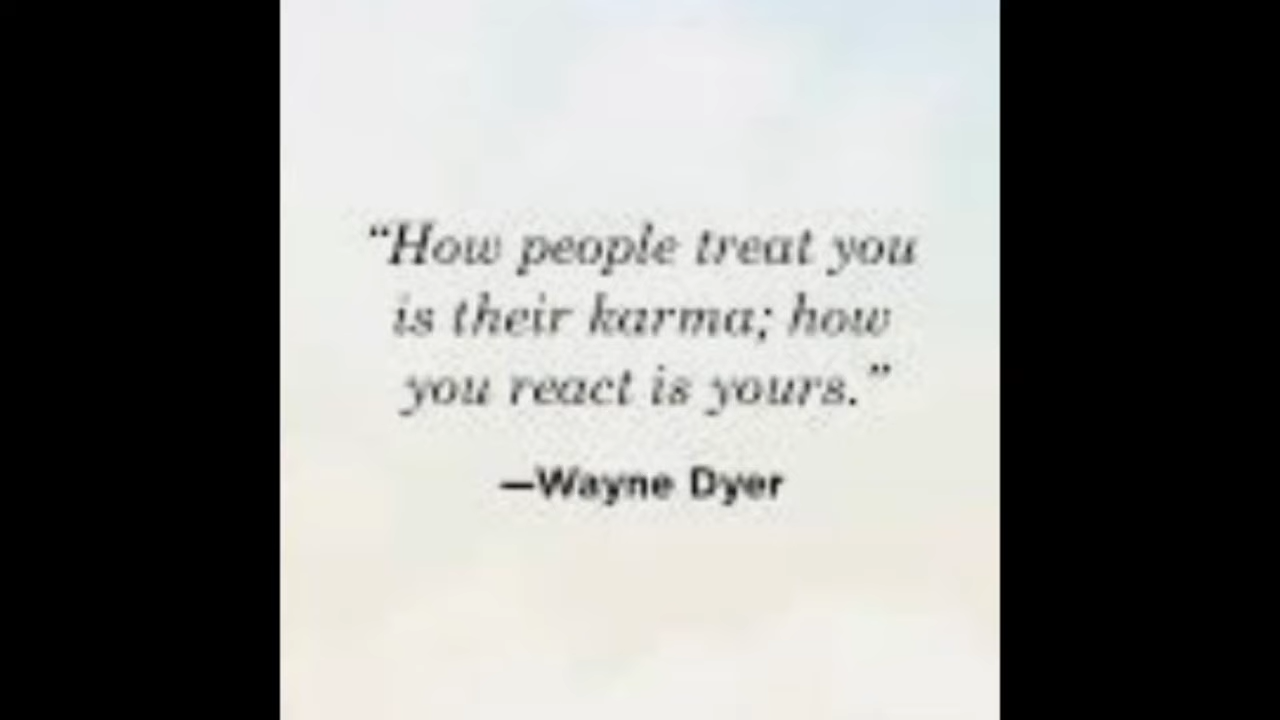 “How people treat you
is their karma; how
you react is yours.”
—Wayne Dyer